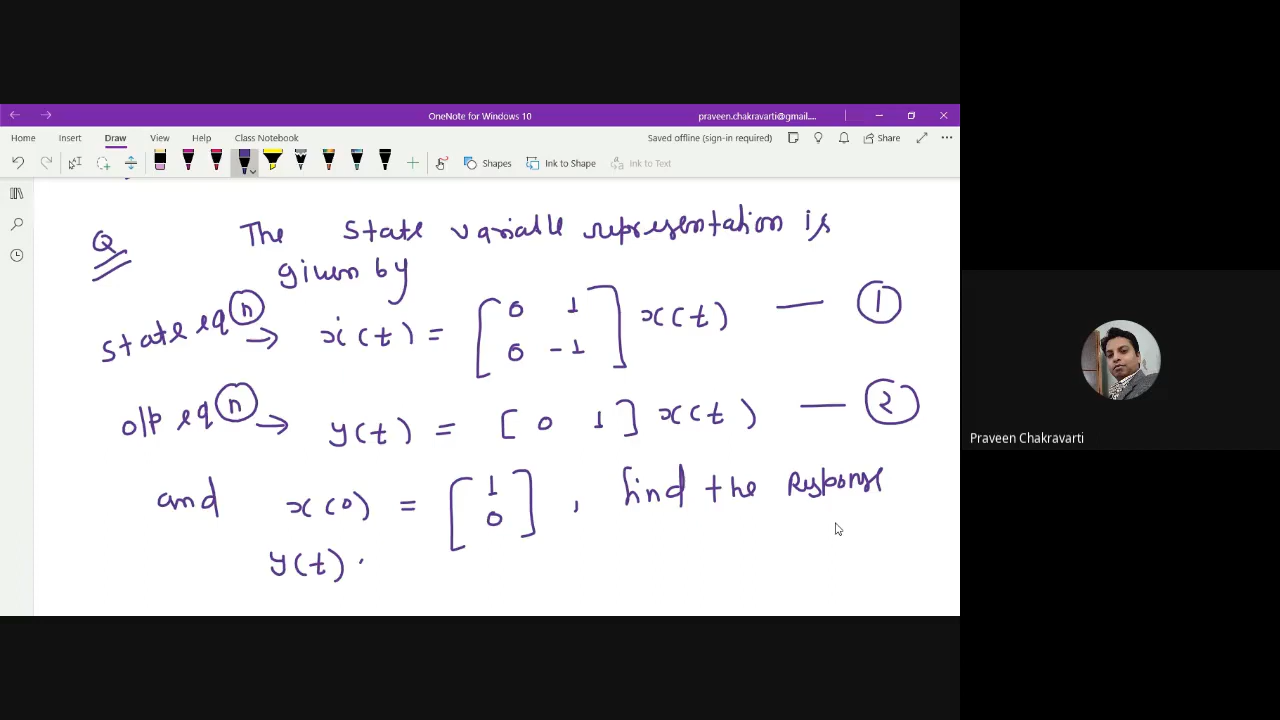 OneNote for Windows 10
praveen.chakravarti@gmail....
Home Insert Draw View Help Class Notebook
Saved offline (sign-in required)
Share
Shapes Ink to Shape Ink to Text
Q The state variable representation is
given by
state eq(n) → ẋ(t) = [0 1; 0 -1] x(t) — (1)
o/p eq(n) → y(t) = [0 1] x(t) — (2)
and x(0) = [1; 0], find the Response
y(t).
Praveen Chakravarti